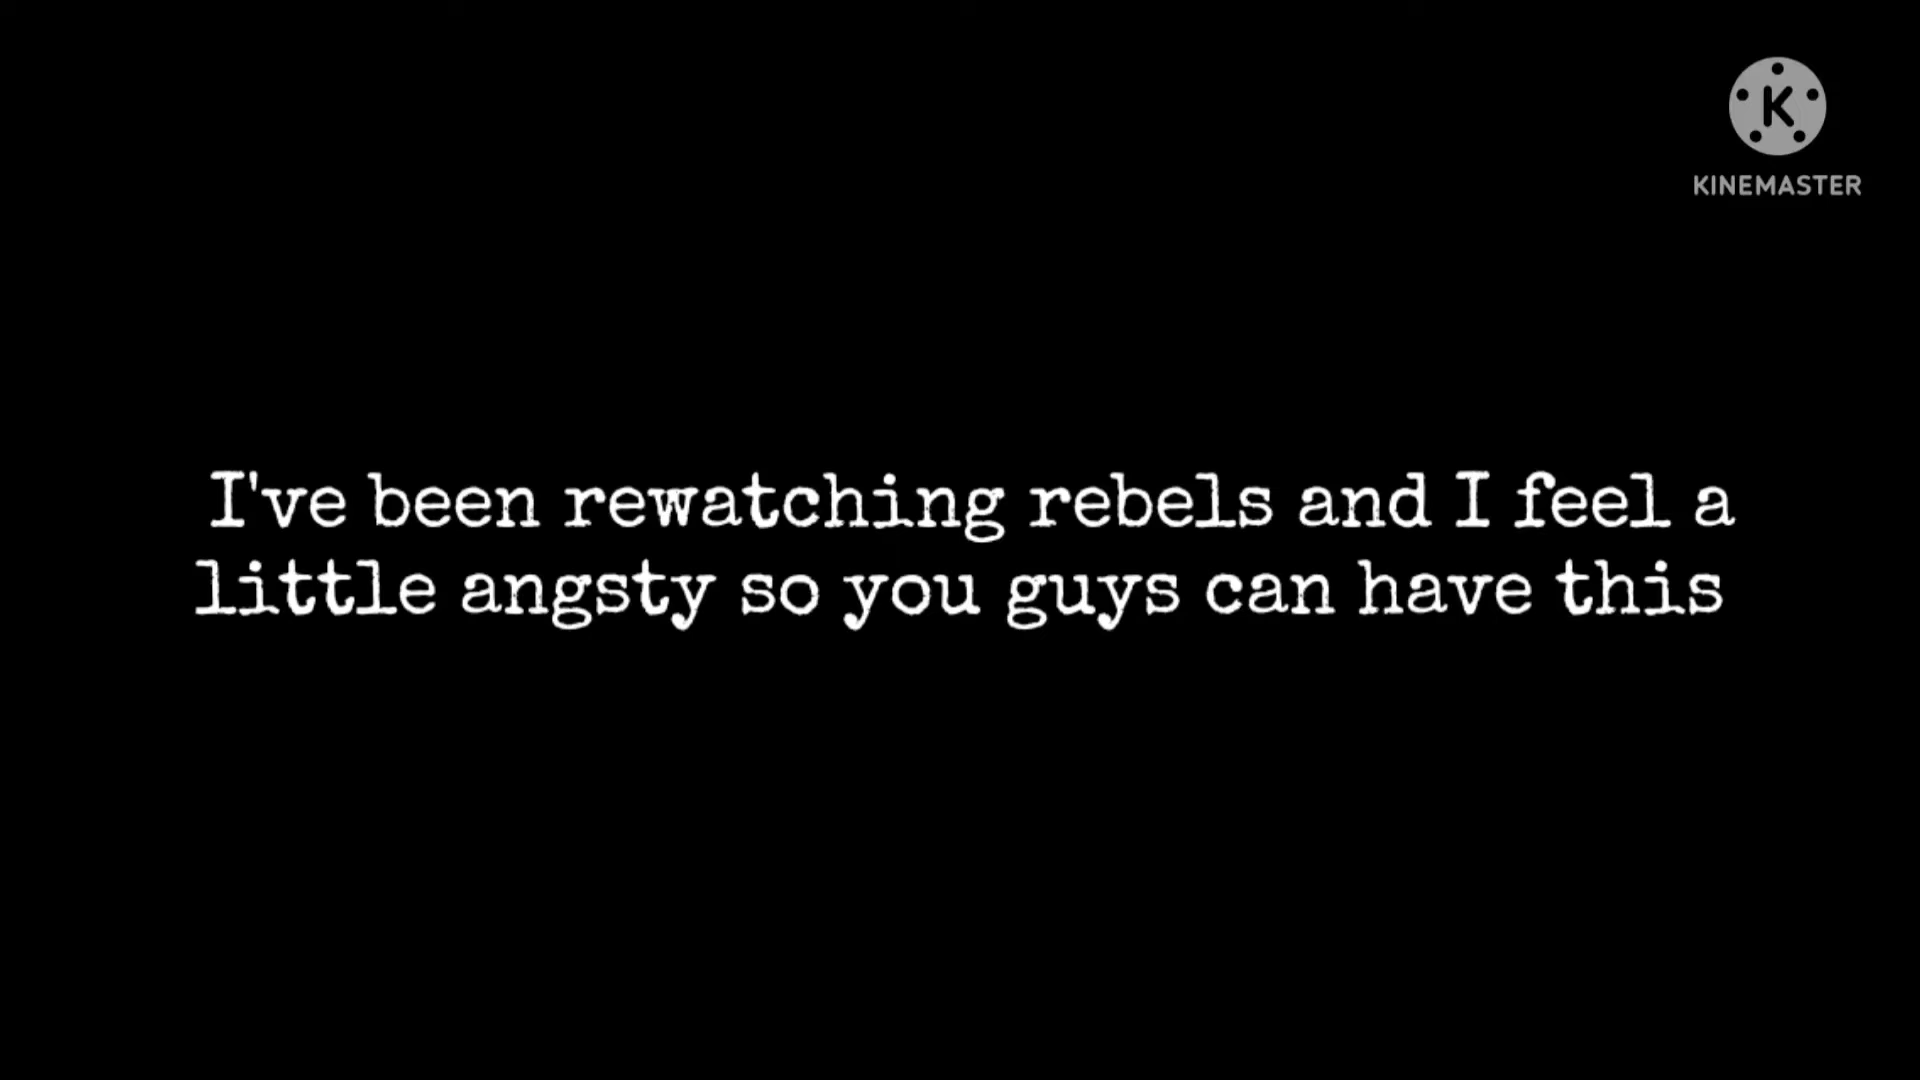 K
KINEMASTER
I've been rewatching rebels and I feel a
little angsty so you guys can have this